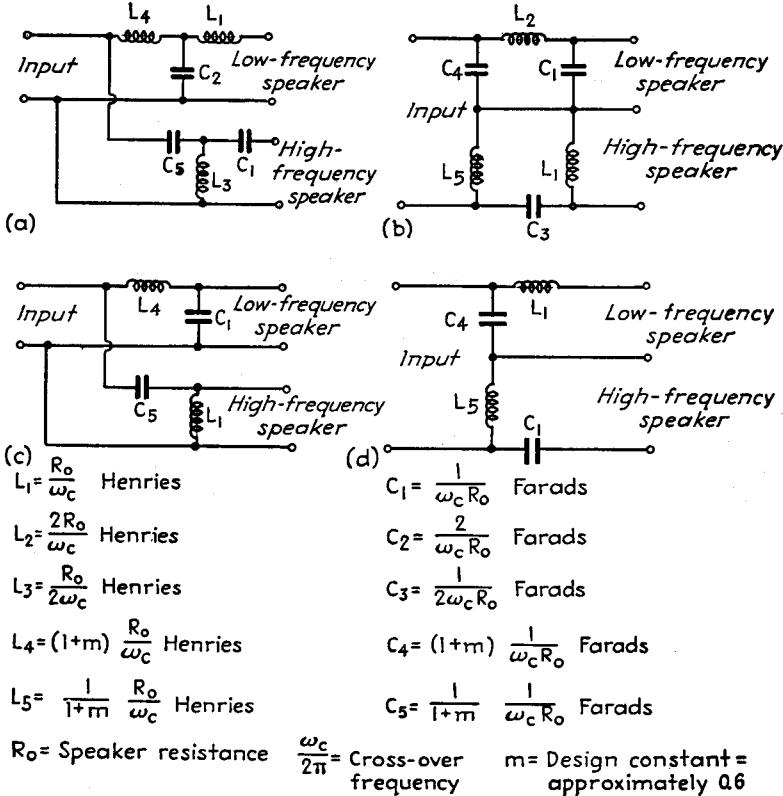 L₄ L₁
Input
C₂
Low-frequency
speaker
C₅ C₁
L₃
High-
frequency
speaker
(a)
L₂
C₄ C₁
Low-frequency
speaker
Input
L₅ L₁
High-frequency
speaker
C₃
(b)
L₄
Input
C₁
Low-frequency
speaker
C₅
L₁
High-frequency
speaker
(c)
L₁
C₄
Low-frequency
speaker
Input
L₅
C₁
High-frequency
speaker
(d)
L₁= R₀/ωc Henries
C₁= 1/ωcR₀ Farads
L₂= 2R₀/ωc Henries
C₂= 2/ωcR₀ Farads
L₃= R₀/2ωc Henries
C₃= 1/2ωcR₀ Farads
L₄=(1+m) R₀/ωc Henries
C₄= (1+m) 1/ωcR₀ Farads
L₅= 1/1+m R₀/ωc Henries
C₅= 1/1+m 1/ωcR₀ Farads
R₀= Speaker resistance
ωc/2π= Cross-over
frequency
m= Design constant=
approximately 0.6